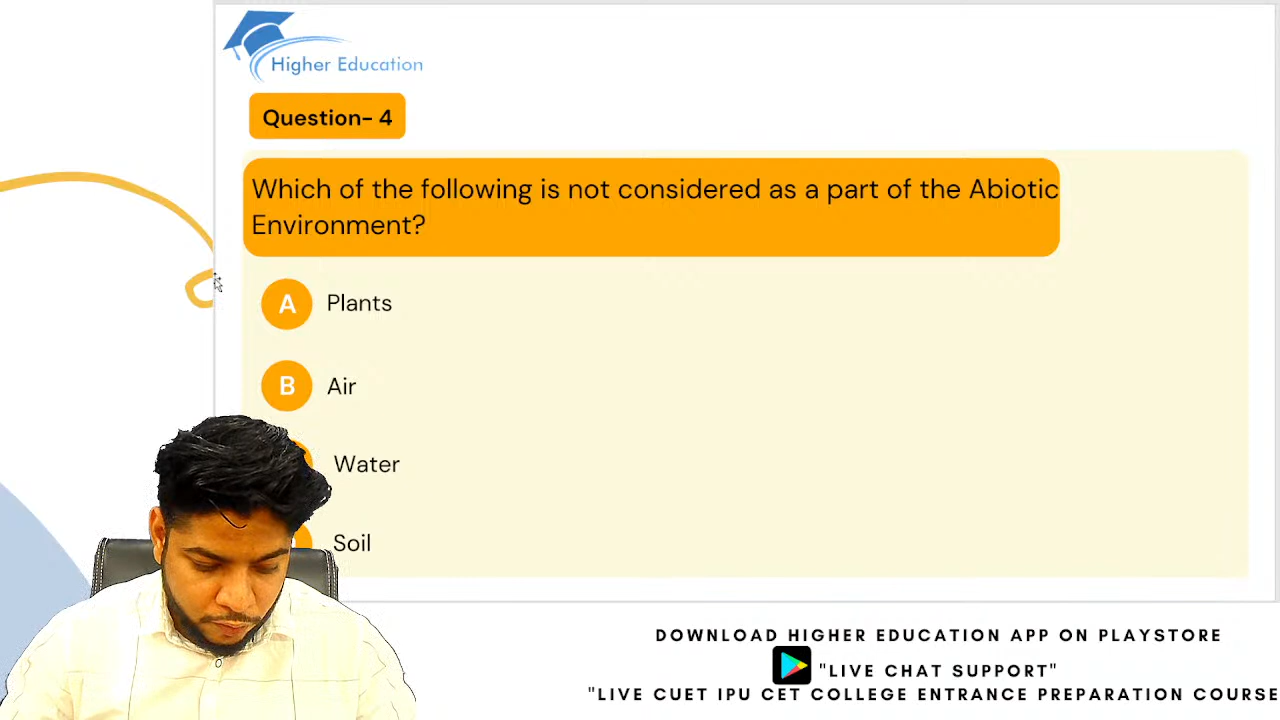 Higher Education
Question- 4
Which of the following is not considered as a part of the Abiotic
Environment?
A Plants
B Air
Water
Soil
DOWNLOAD HIGHER EDUCATION APP ON PLAYSTORE
"LIVE CHAT SUPPORT"
"LIVE CUET IPU CET COLLEGE ENTRANCE PREPARATION COURSE